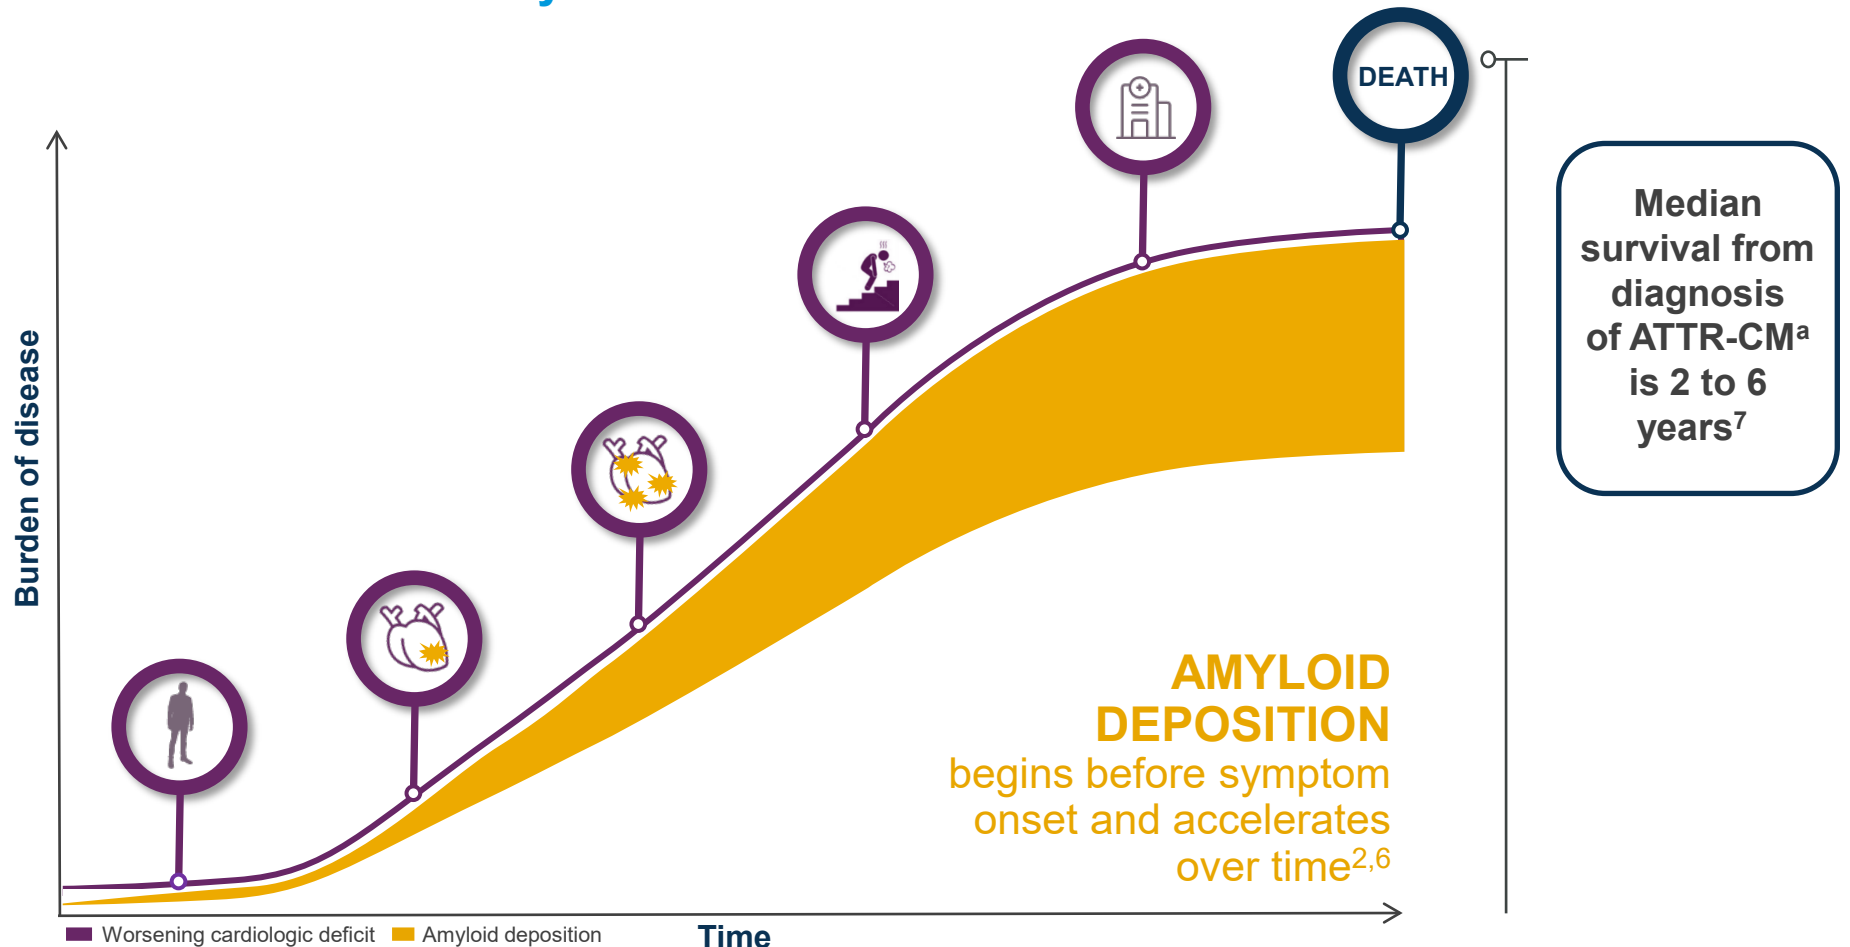 DEATH
Median
survival from
diagnosis
of ATTR-CMᵃ
is 2 to 6
years⁷
Burden of disease
AMYLOID
DEPOSITION
begins before symptom
onset and accelerates
over time²,⁶
Worsening cardiologic deficit
Amyloid deposition
Time